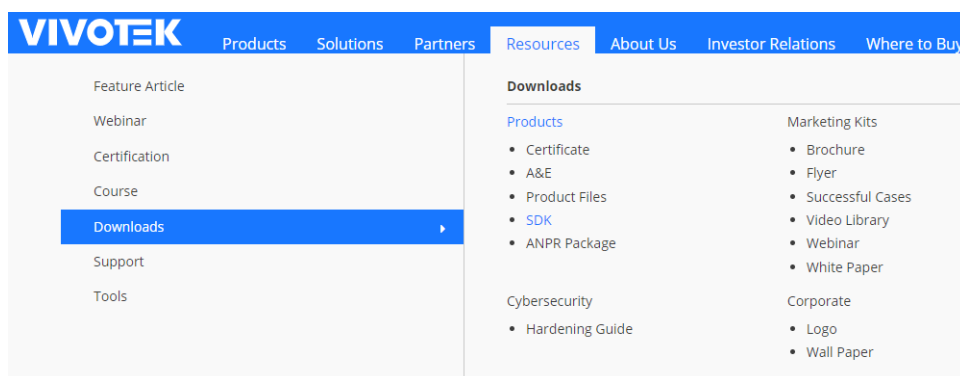 VIVOTEK
Products Solutions Partners Resources About Us Investor Relations Where to Buy
Feature Article
Webinar
Certification
Course
Downloads
Support
Tools
Downloads
Products
• Certificate
• A&E
• Product Files
• SDK
• ANPR Package
Marketing Kits
• Brochure
• Flyer
• Successful Cases
• Video Library
• Webinar
• White Paper
Cybersecurity
• Hardening Guide
Corporate
• Logo
• Wall Paper